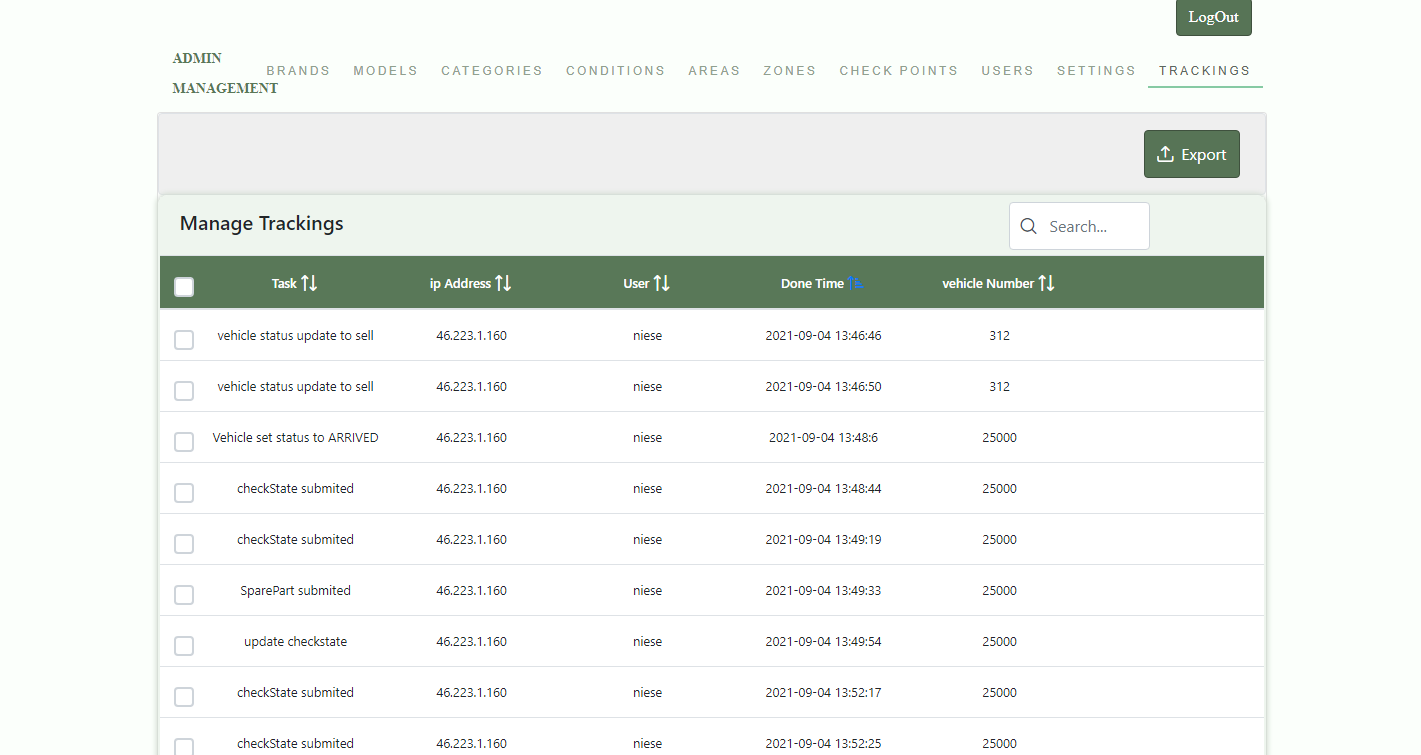 LogOut
ADMIN MANAGEMENT
BRANDS MODELS CATEGORIES CONDITIONS AREAS ZONES CHECK POINTS USERS SETTINGS TRACKINGS
Export
Manage Trackings
Search...
Task ip Address User Done Time vehicle Number
vehicle status update to sell 46.223.1.160 niese 2021-09-04 13:46:46 312
vehicle status update to sell 46.223.1.160 niese 2021-09-04 13:46:50 312
Vehicle set status to ARRIVED 46.223.1.160 niese 2021-09-04 13:48:6 25000
checkState submited 46.223.1.160 niese 2021-09-04 13:48:44 25000
checkState submited 46.223.1.160 niese 2021-09-04 13:49:19 25000
SparePart submited 46.223.1.160 niese 2021-09-04 13:49:33 25000
update checkstate 46.223.1.160 niese 2021-09-04 13:49:54 25000
checkState submited 46.223.1.160 niese 2021-09-04 13:52:17 25000
checkState submited 46.223.1.160 niese 2021-09-04 13:52:25 25000